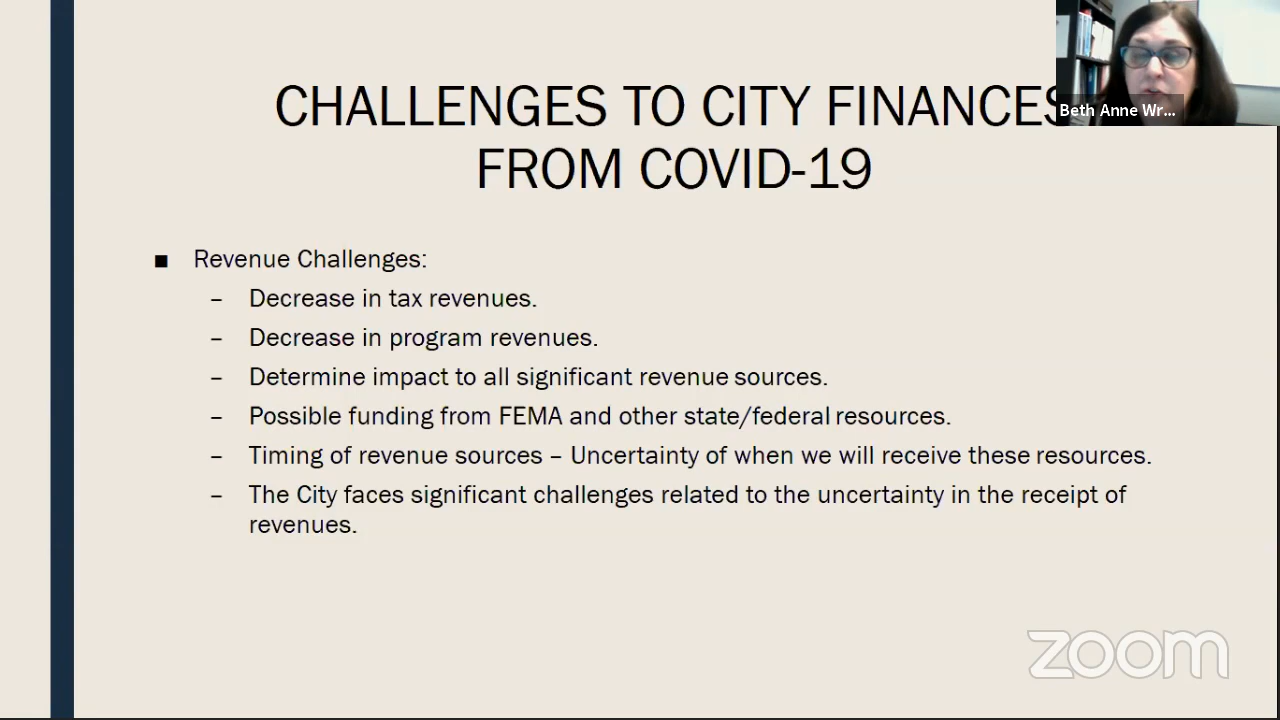 CHALLENGES TO CITY FINANCES
FROM COVID-19
Beth Anne Wr...
■ Revenue Challenges:
– Decrease in tax revenues.
– Decrease in program revenues.
– Determine impact to all significant revenue sources.
– Possible funding from FEMA and other state/federal resources.
– Timing of revenue sources – Uncertainty of when we will receive these resources.
– The City faces significant challenges related to the uncertainty in the receipt of
revenues.
zoom